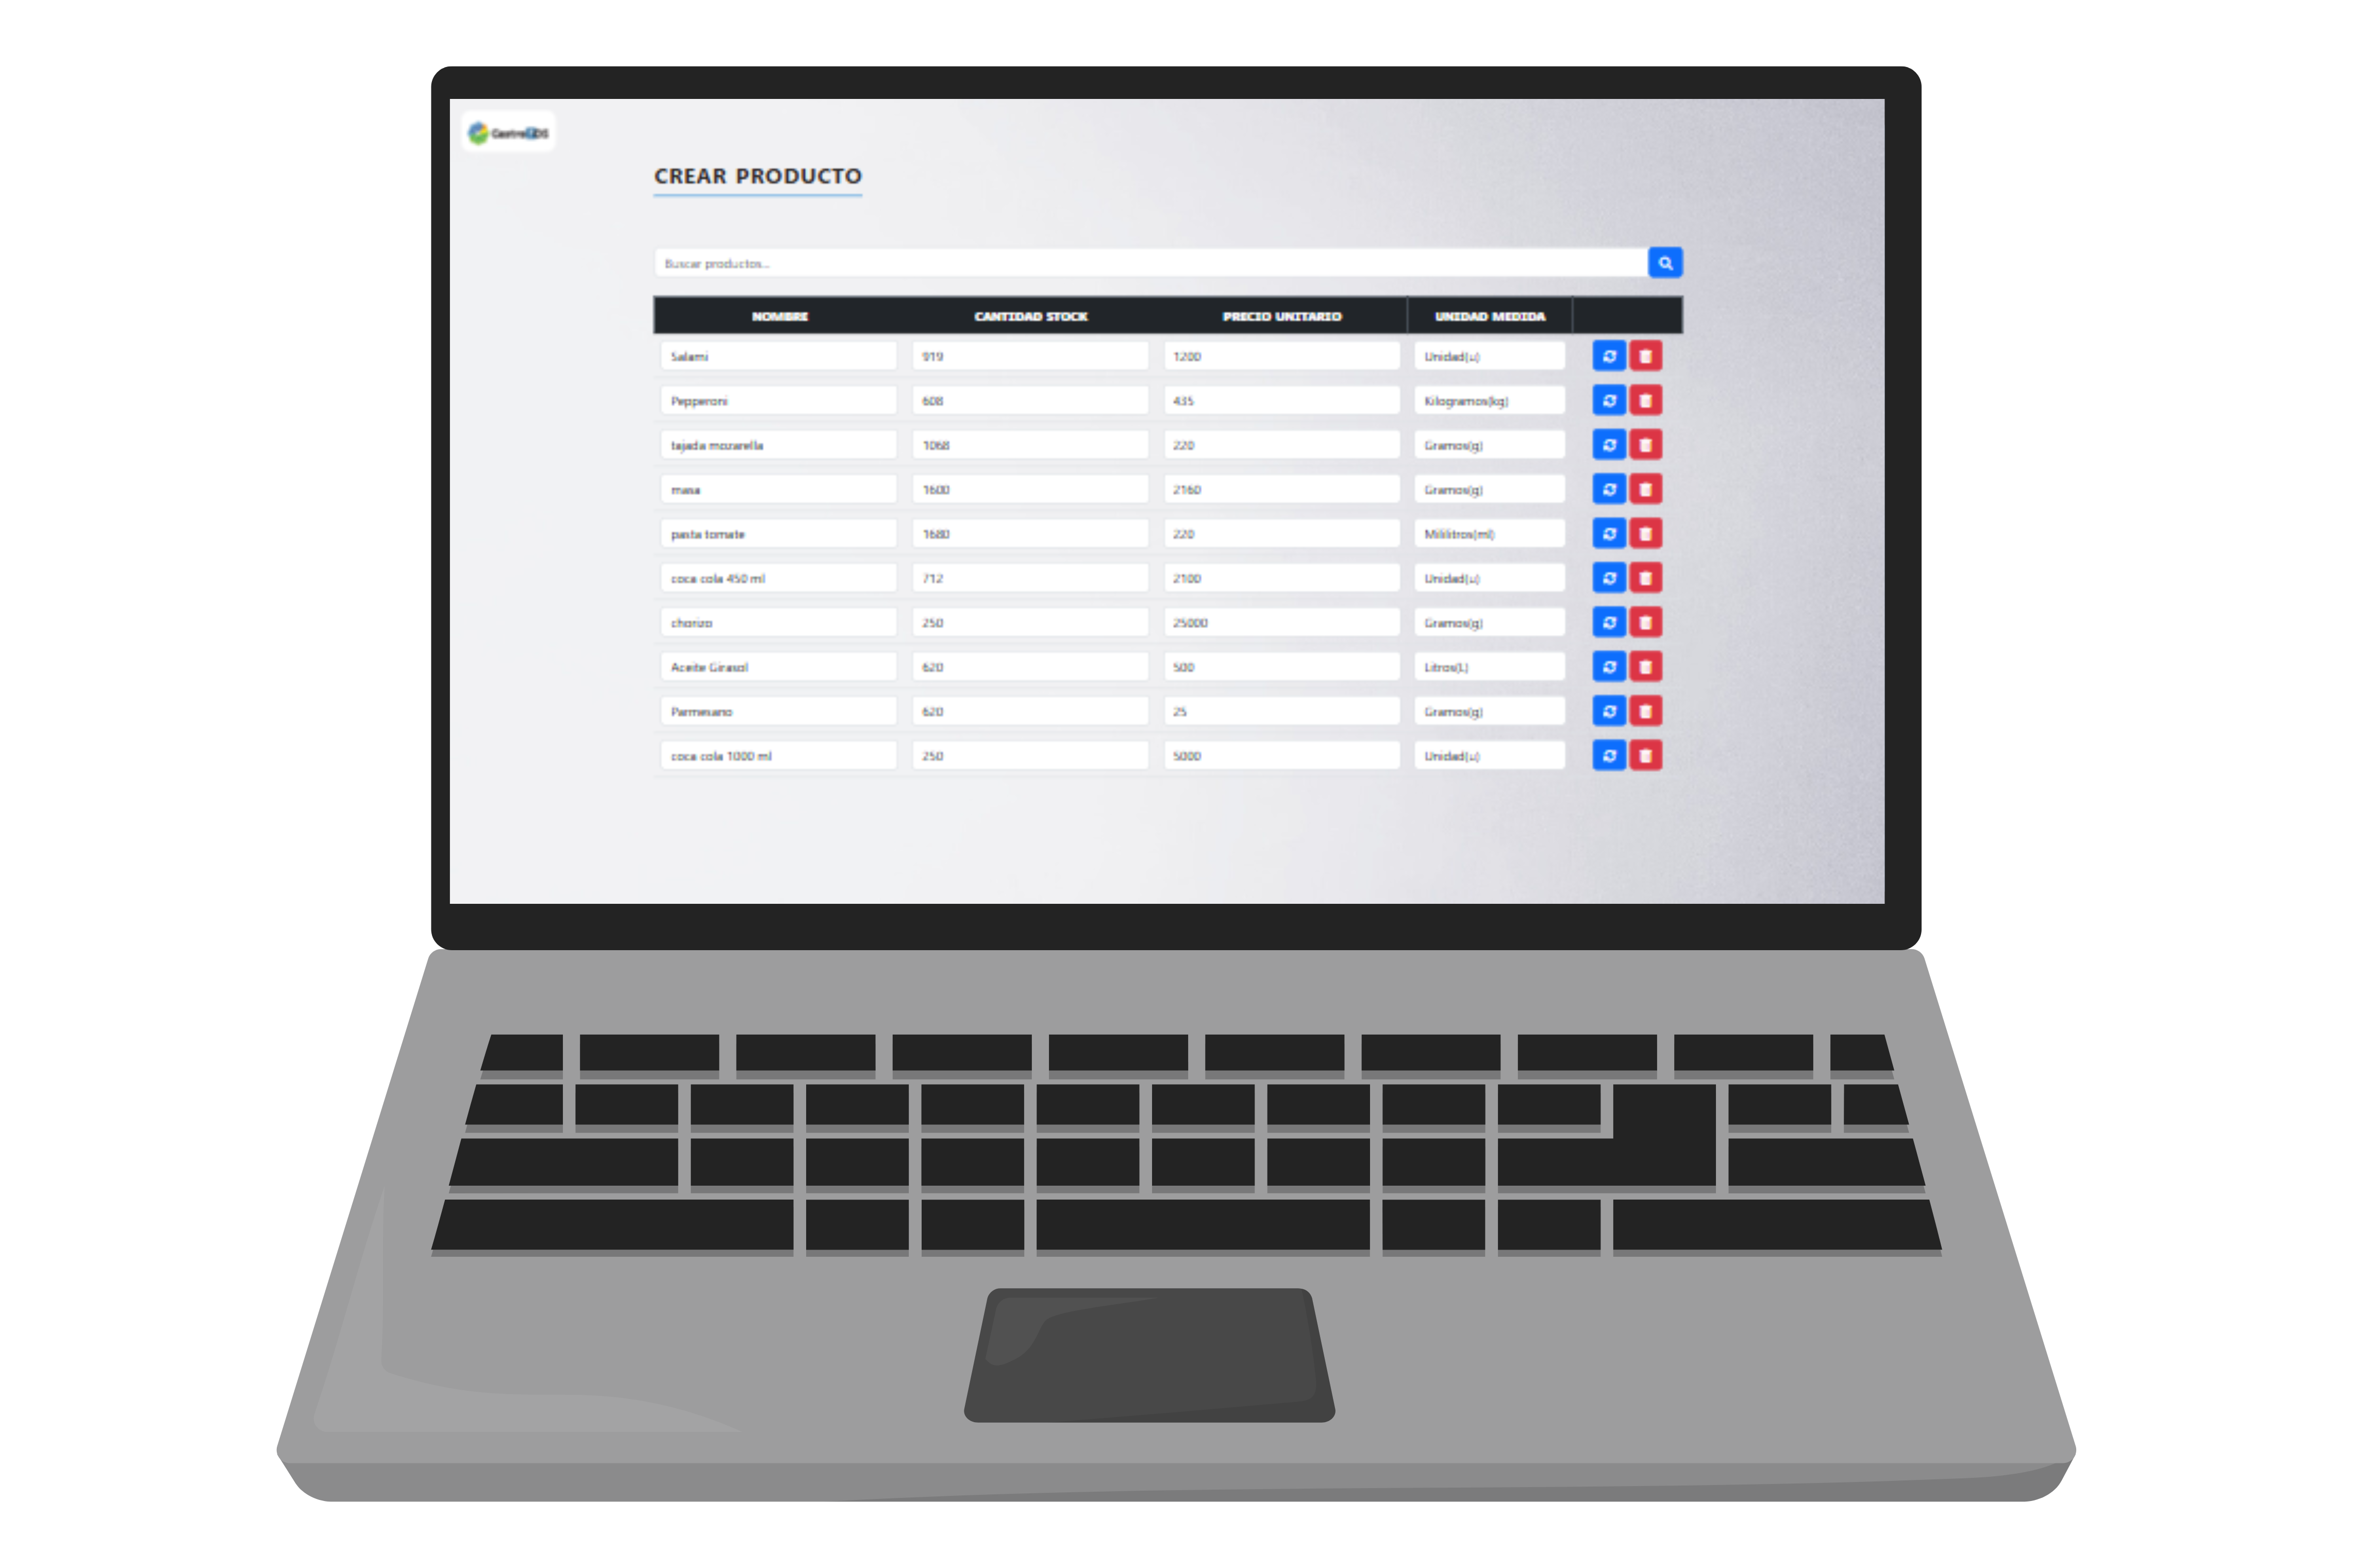 CREAR PRODUCTO
Buscar productos...
NOMBRE CANTIDAD STOCK PRECIO UNITARIO UNIDAD MEDIDA
Salami 919 1200 Unidad(u)
Pepperoni 608 435 Kilogramos(kg)
tajada mozarella 1068 220 Gramos(g)
masa 1600 2160 Gramos(g)
pasta tomate 1680 220 Mililitros(ml)
coca cola 450 ml 712 2100 Unidad(u)
chorizo 250 25000 Gramos(g)
Aceite Girasol 620 500 Litros(L)
Parmesano 620 25 Gramos(g)
coca cola 1000 ml 250 5000 Unidad(u)